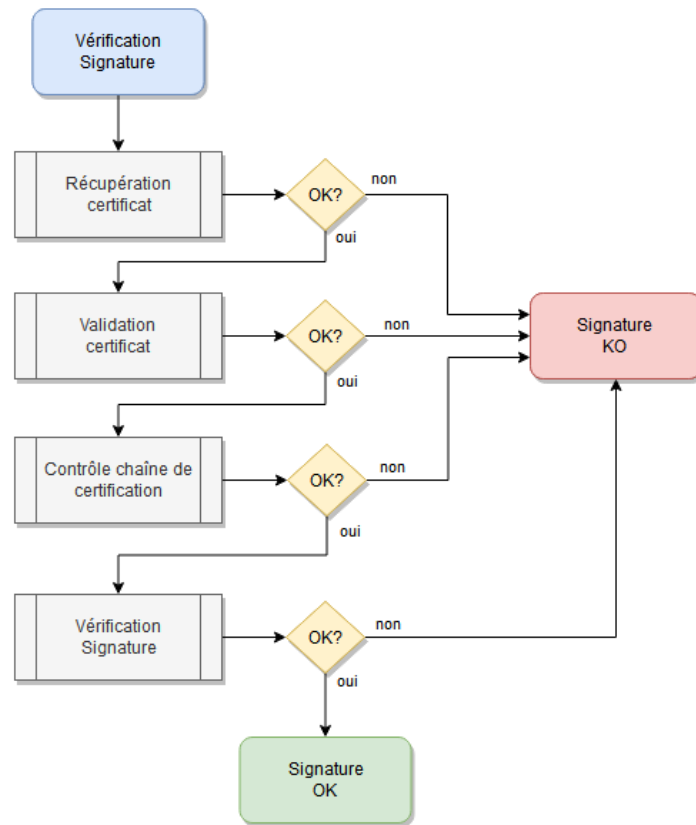 Vérification
Signature
Récupération
certificat
OK?
non
oui
Validation
certificat
OK?
non
oui
Signature
KO
Contrôle chaîne de
certification
OK?
non
oui
Vérification
Signature
OK?
non
oui
Signature
OK